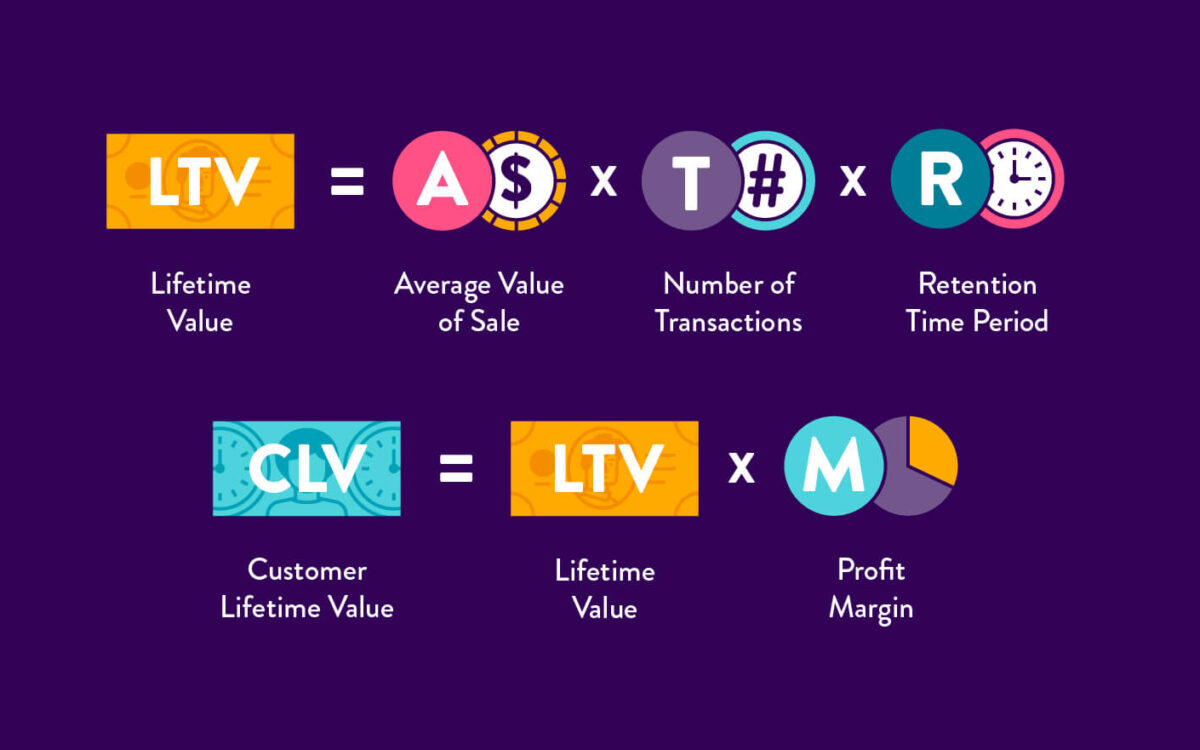 LTV = A $ x T # x R
Lifetime Average Value Number of Retention
Value of Sale Transactions Time Period
CLV = LTV x M
Customer Lifetime Profit
Lifetime Value Value Margin